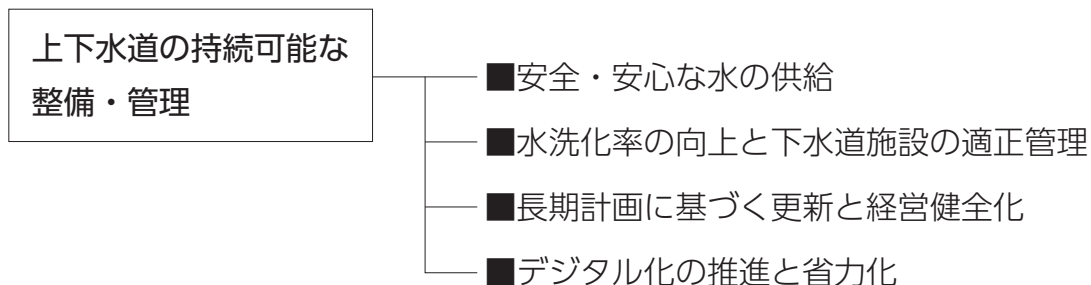 上下水道の持続可能な
整備・管理
■安全・安心な水の供給
■水洗化率の向上と下水道施設の適正管理
■長期計画に基づく更新と経営健全化
■デジタル化の推進と省力化